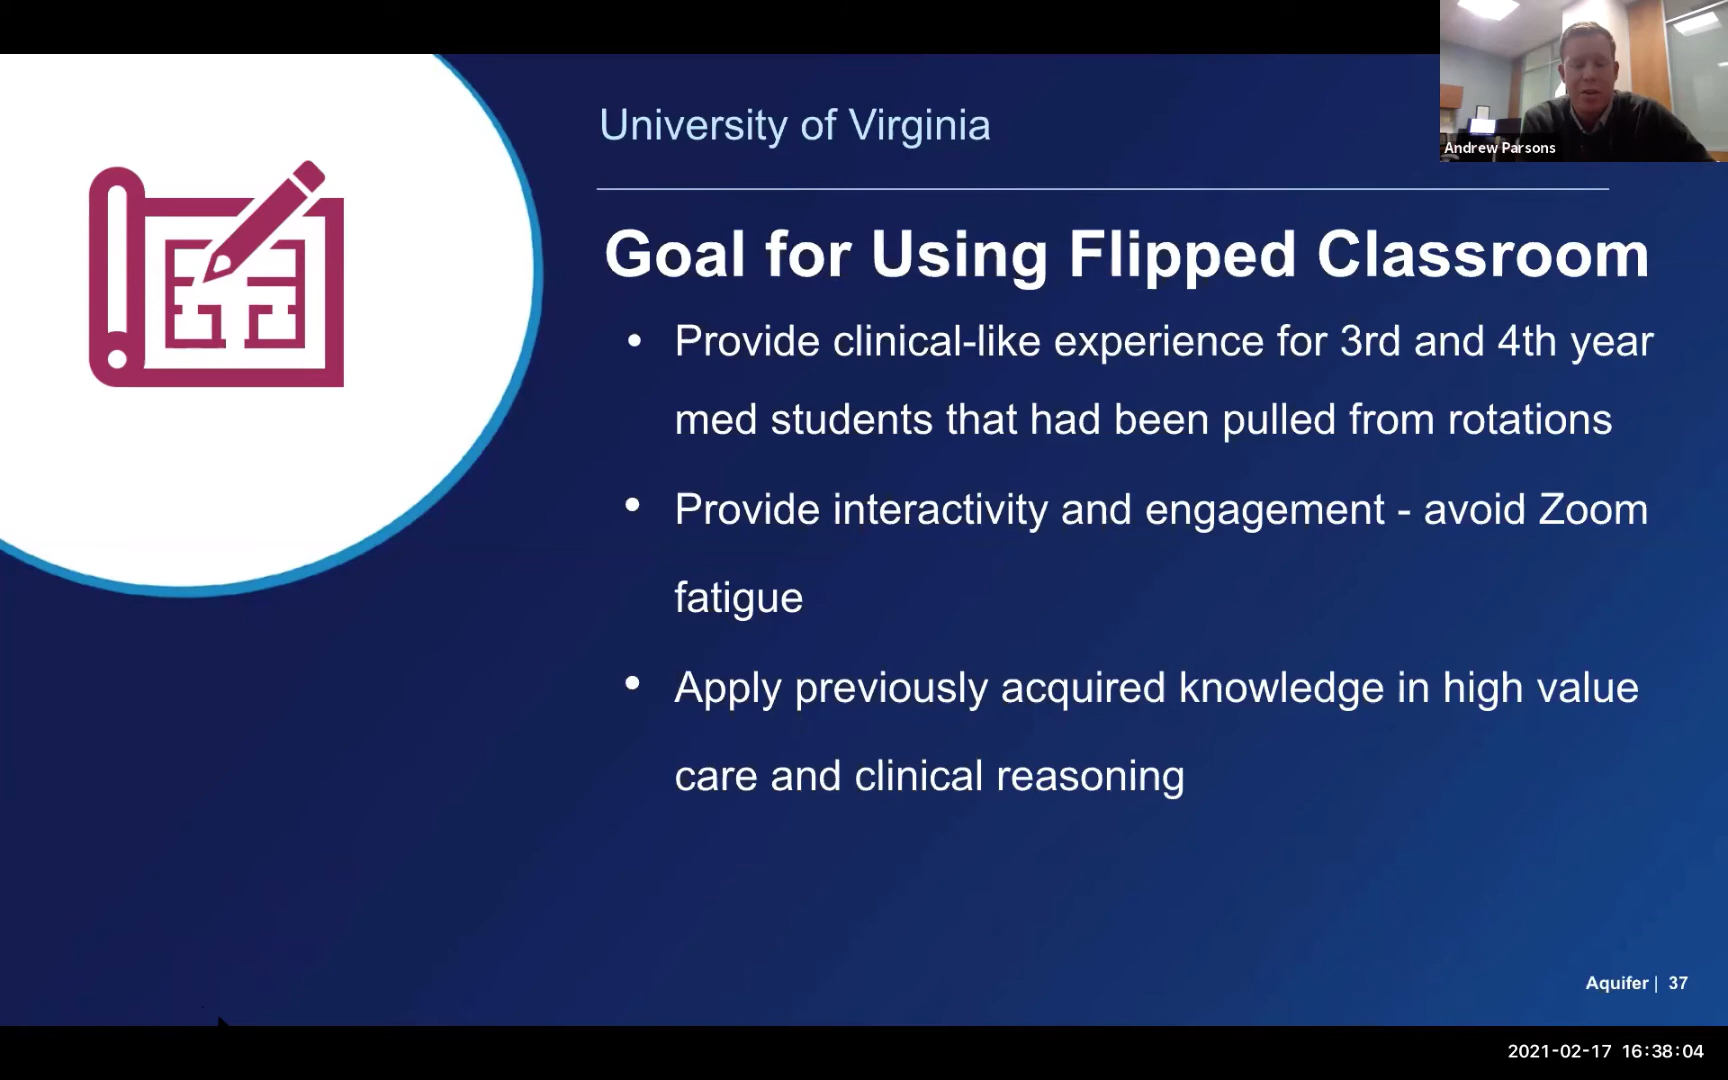 University of Virginia
Andrew Parsons
Goal for Using Flipped Classroom
• Provide clinical-like experience for 3rd and 4th year
med students that had been pulled from rotations
• Provide interactivity and engagement - avoid Zoom
fatigue
• Apply previously acquired knowledge in high value
care and clinical reasoning
Aquifer | 37
2021-02-17 16:38:04